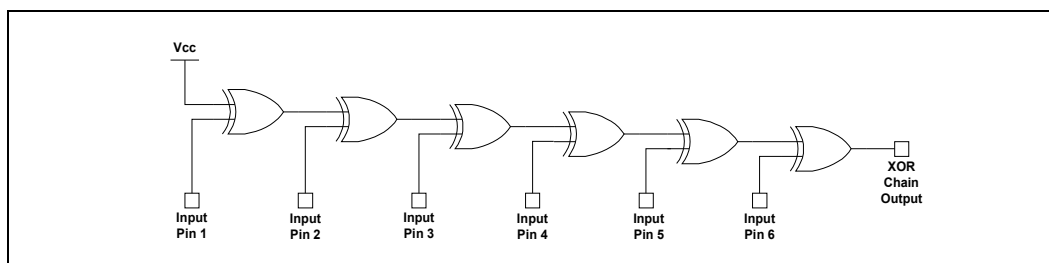 Vcc
XOR
Chain
Output
Input
Pin 1
Input
Pin 2
Input
Pin 3
Input
Pin 4
Input
Pin 5
Input
Pin 6